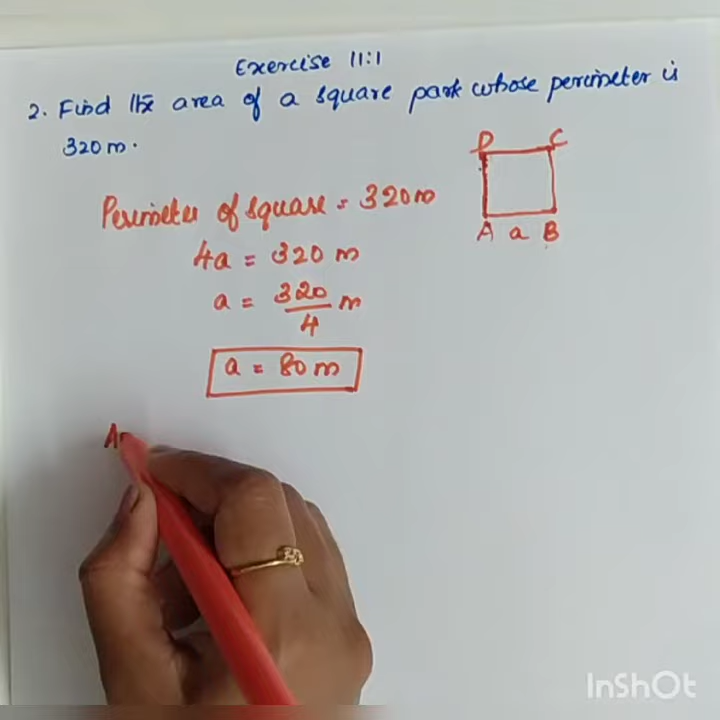 Exercise 11:1
2. Find the area of a square park whose perimeter is
320 m.
D C
Perimeter of square = 320m
A a B
4a = 320 m
a = 320/4 m
a = 80 m
A
InShOt